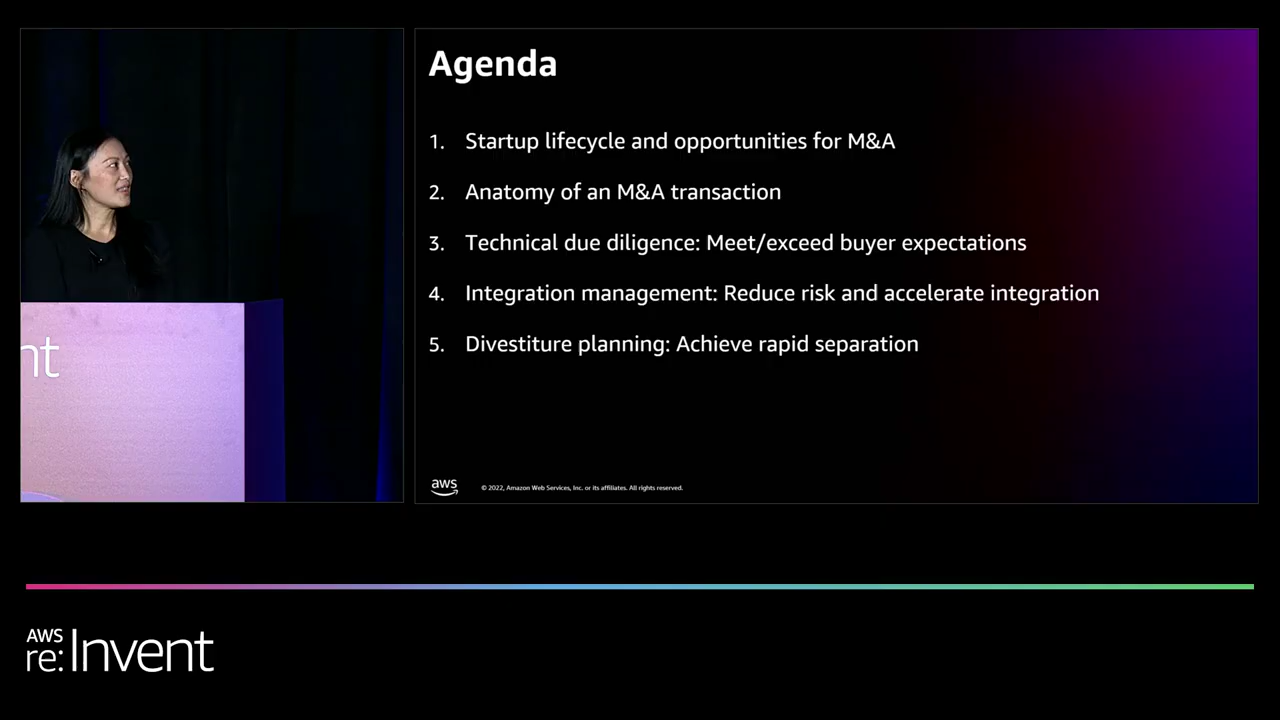 Agenda
1. Startup lifecycle and opportunities for M&A
2. Anatomy of an M&A transaction
3. Technical due diligence: Meet/exceed buyer expectations
4. Integration management: Reduce risk and accelerate integration
5. Divestiture planning: Achieve rapid separation
nt
aws
© 2022, Amazon Web Services, Inc. or its affiliates. All rights reserved.
AWS
re:Invent